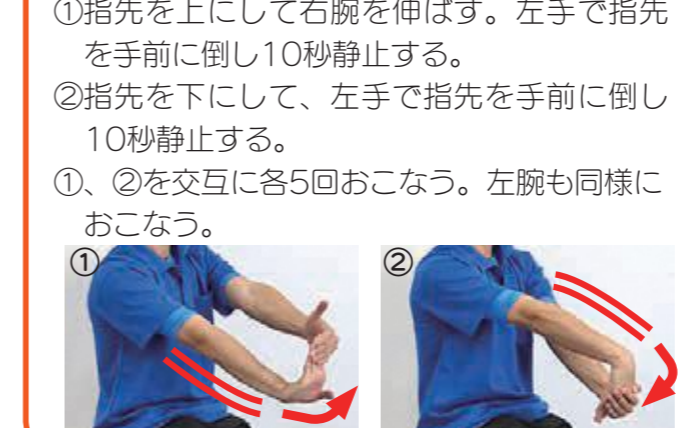 ①指先を上にして右腕を伸ばす。左手で指先
を手前に倒し10秒静止する。
②指先を下にして、左手で指先を手前に倒し
10秒静止する。
①、②を交互に各5回おこなう。左腕も同様に
おこなう。
①
②